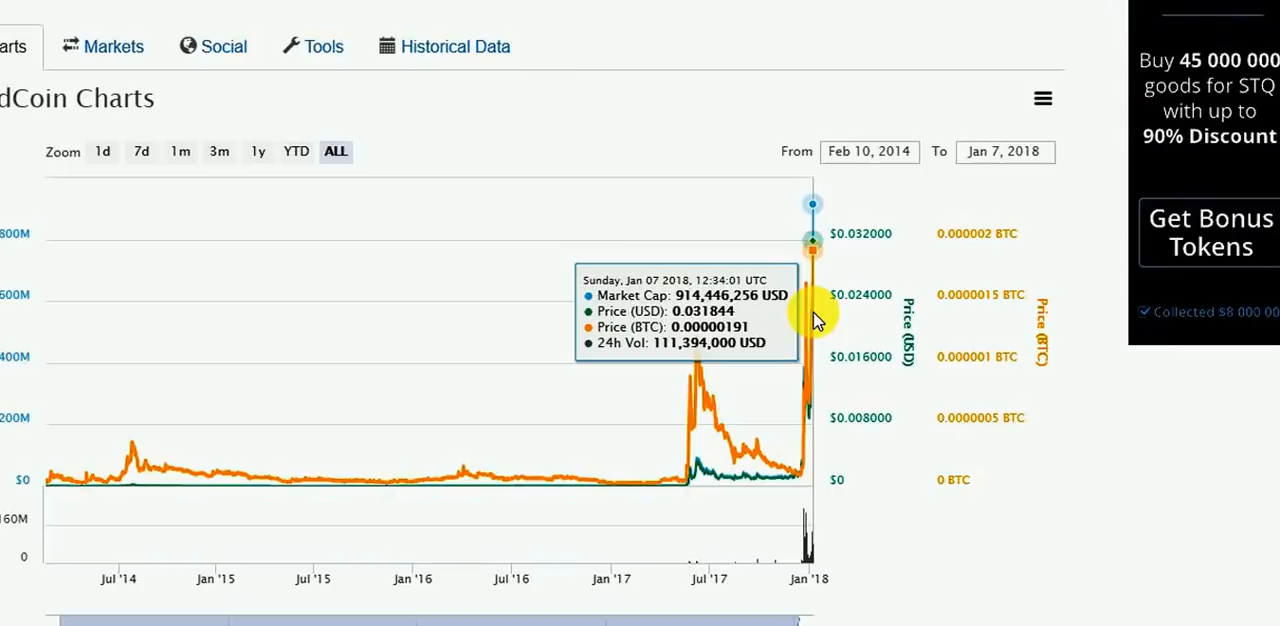 arts
Markets
Social
Tools
Historical Data
dCoin Charts
Zoom 1d 7d 1m 3m 1y YTD ALL
From Feb 10, 2014 To Jan 7, 2018
800M
600M
400M
200M
$0
160M
0
$0.032000
$0.024000
$0.016000
$0.008000
$0
Price (USD)
0.000002 BTC
0.0000015 BTC
0.000001 BTC
0.0000005 BTC
0 BTC
Price (BTC)
Sunday, Jan 07 2018, 12:34:01 UTC
Market Cap: 914,446,256 USD
Price (USD): 0.031844
Price (BTC): 0.00000191
24h Vol: 111,394,000 USD
Jul '14 Jan '15 Jul '15 Jan '16 Jul '16 Jan '17 Jul '17 Jan '18
Buy 45 000 000
goods for STQ
with up to
90% Discount
Get Bonus
Tokens
Collected $8 000 00